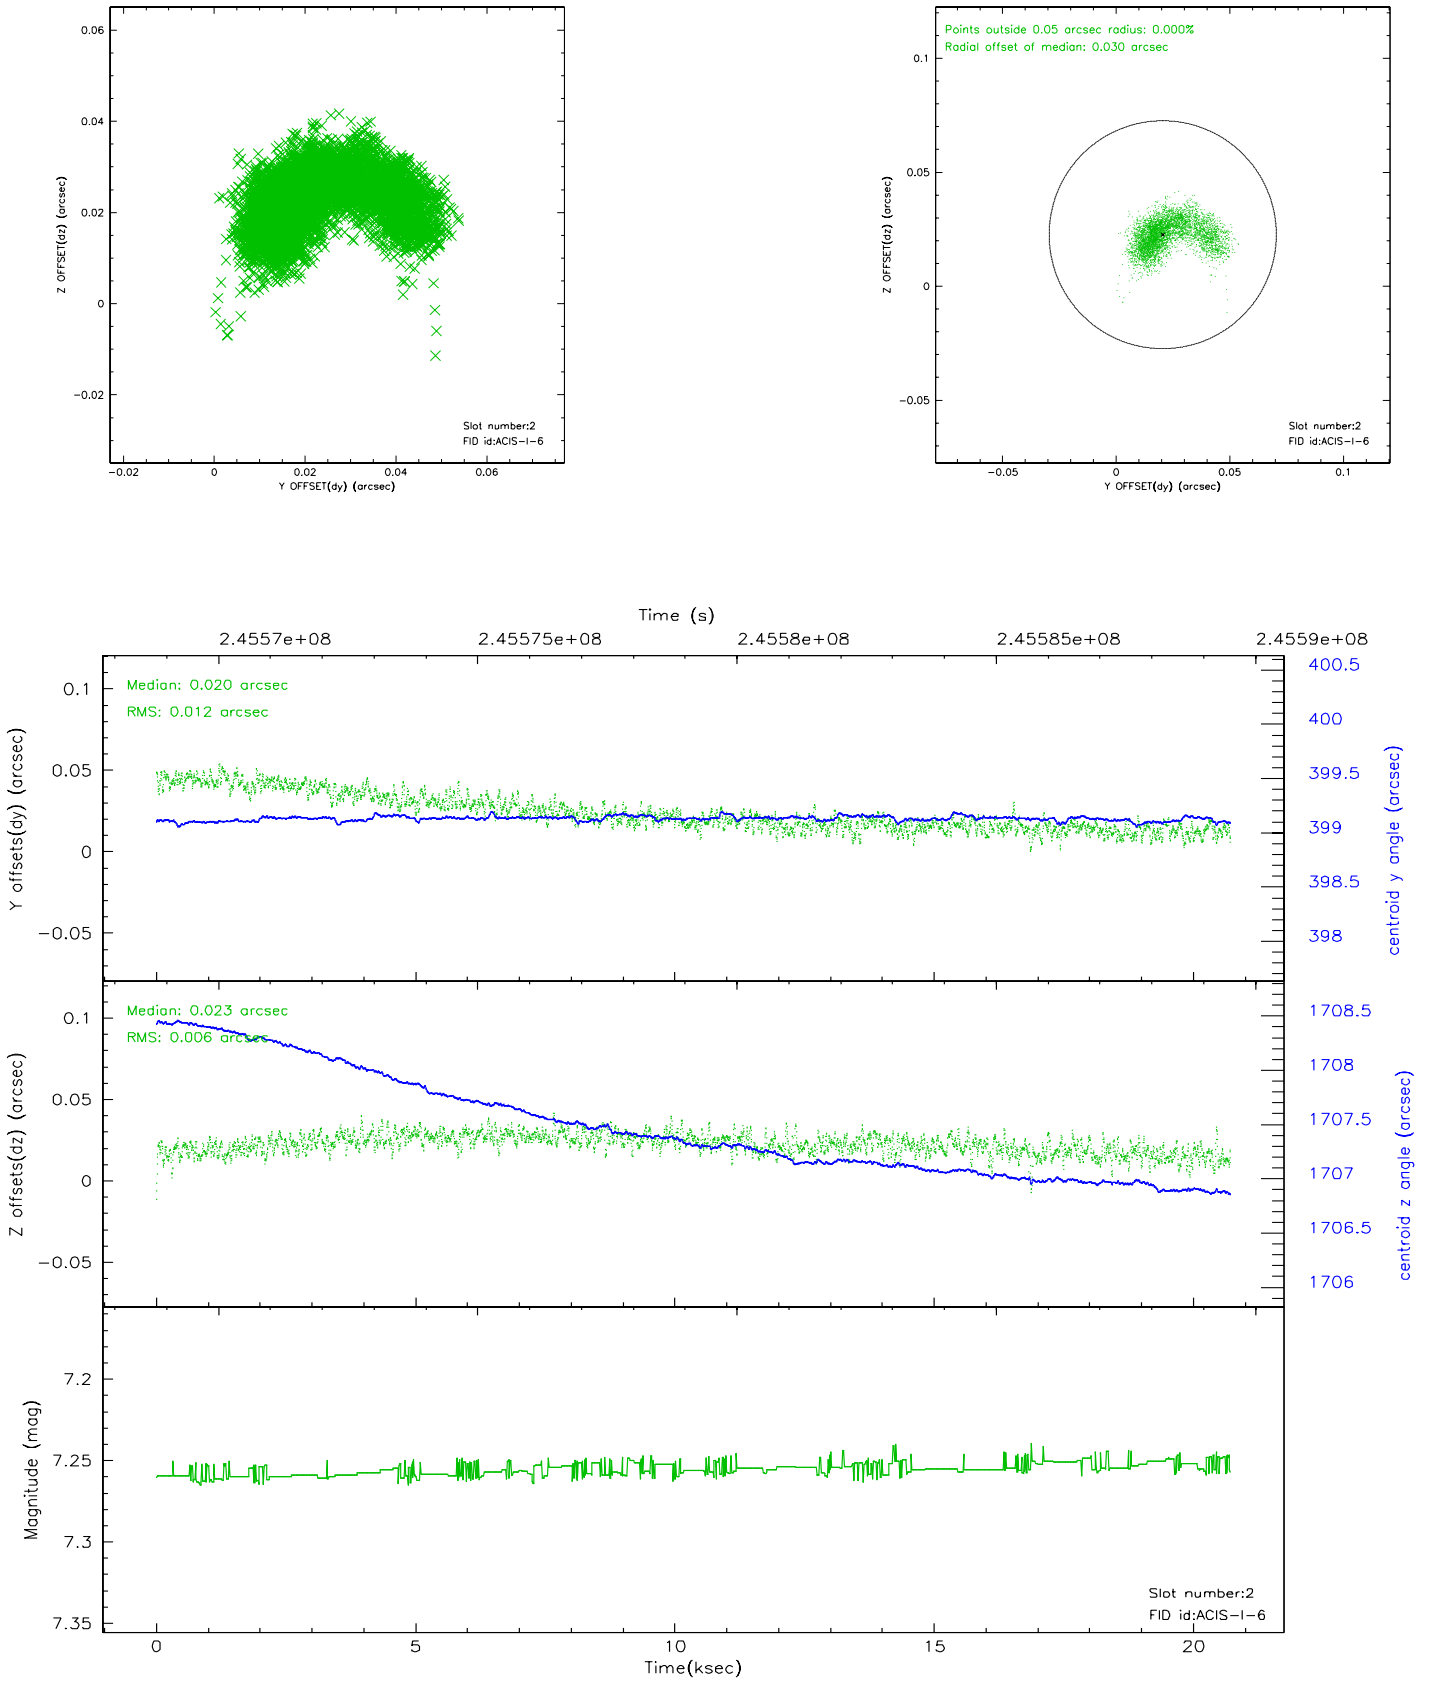 0.06
0.04
0.02
0
−0.02
Z OFFSET(dz) (arcsec)
Slot number:2
FID id:ACIS−I−6
−0.02 0 0.02 0.04 0.06
Y OFFSET(dy) (arcsec)
Points outside 0.05 arcsec radius: 0.000%
Radial offset of median: 0.030 arcsec
0.1
0.05
0
−0.05
Z OFFSET(dz) (arcsec)
Slot number:2
FID id:ACIS−I−6
−0.05 0 0.05 0.1
Y OFFSET(dy) (arcsec)
Time (s)
2.4557e+08 2.45575e+08 2.4558e+08 2.45585e+08 2.4559e+08
Median: 0.020 arcsec
RMS: 0.012 arcsec
0.1
0.05
0
−0.05
Y offsets(dy) (arcsec)
400.5
400
399.5
399
398.5
398
centroid y angle (arcsec)
Median: 0.023 arcsec
RMS: 0.006 arcsec
0.1
0.05
0
−0.05
Z offsets(dz) (arcsec)
1708.5
1708
1707.5
1707
1706.5
1706
centroid z angle (arcsec)
7.2
7.25
7.3
7.35
Magnitude (mag)
Slot number:2
FID id:ACIS−I−6
0 5 10 15 20
Time(ksec)